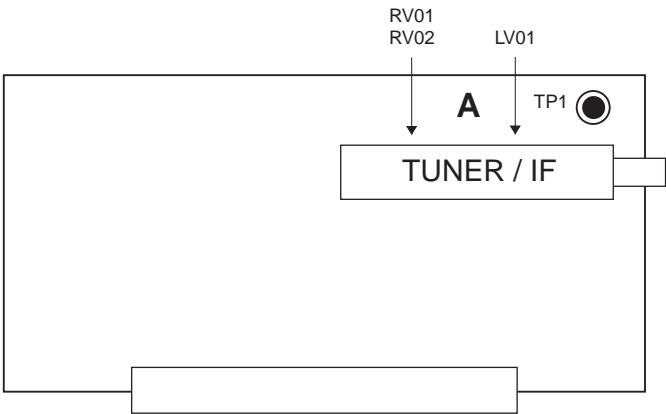 RV01
RV02
LV01
A
TP1
TUNER / IF